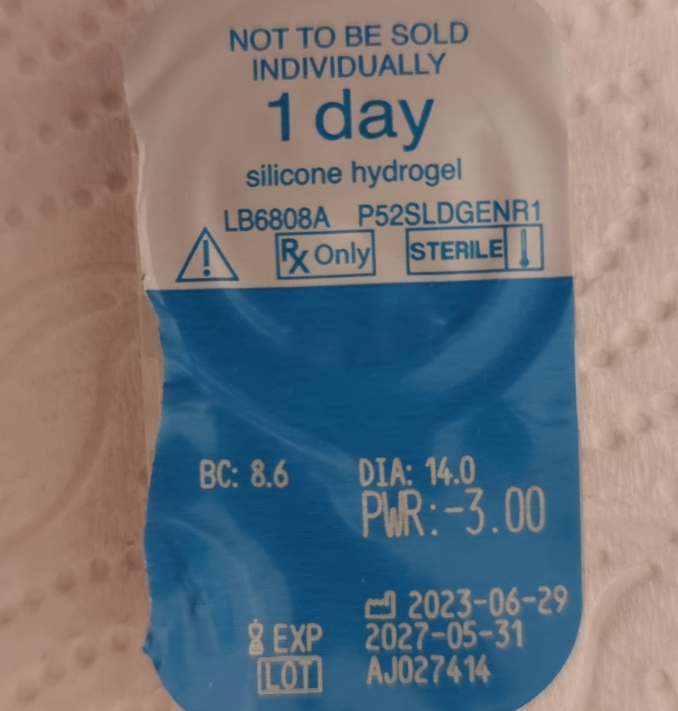 NOT TO BE SOLD
INDIVIDUALLY
1 day
silicone hydrogel
LB6808A P52SLDGENR1
Rx Only STERILE
BC: 8.6 DIA: 14.0
PWR:-3.00
2023-06-29
EXP 2027-05-31
LOT AJ027414